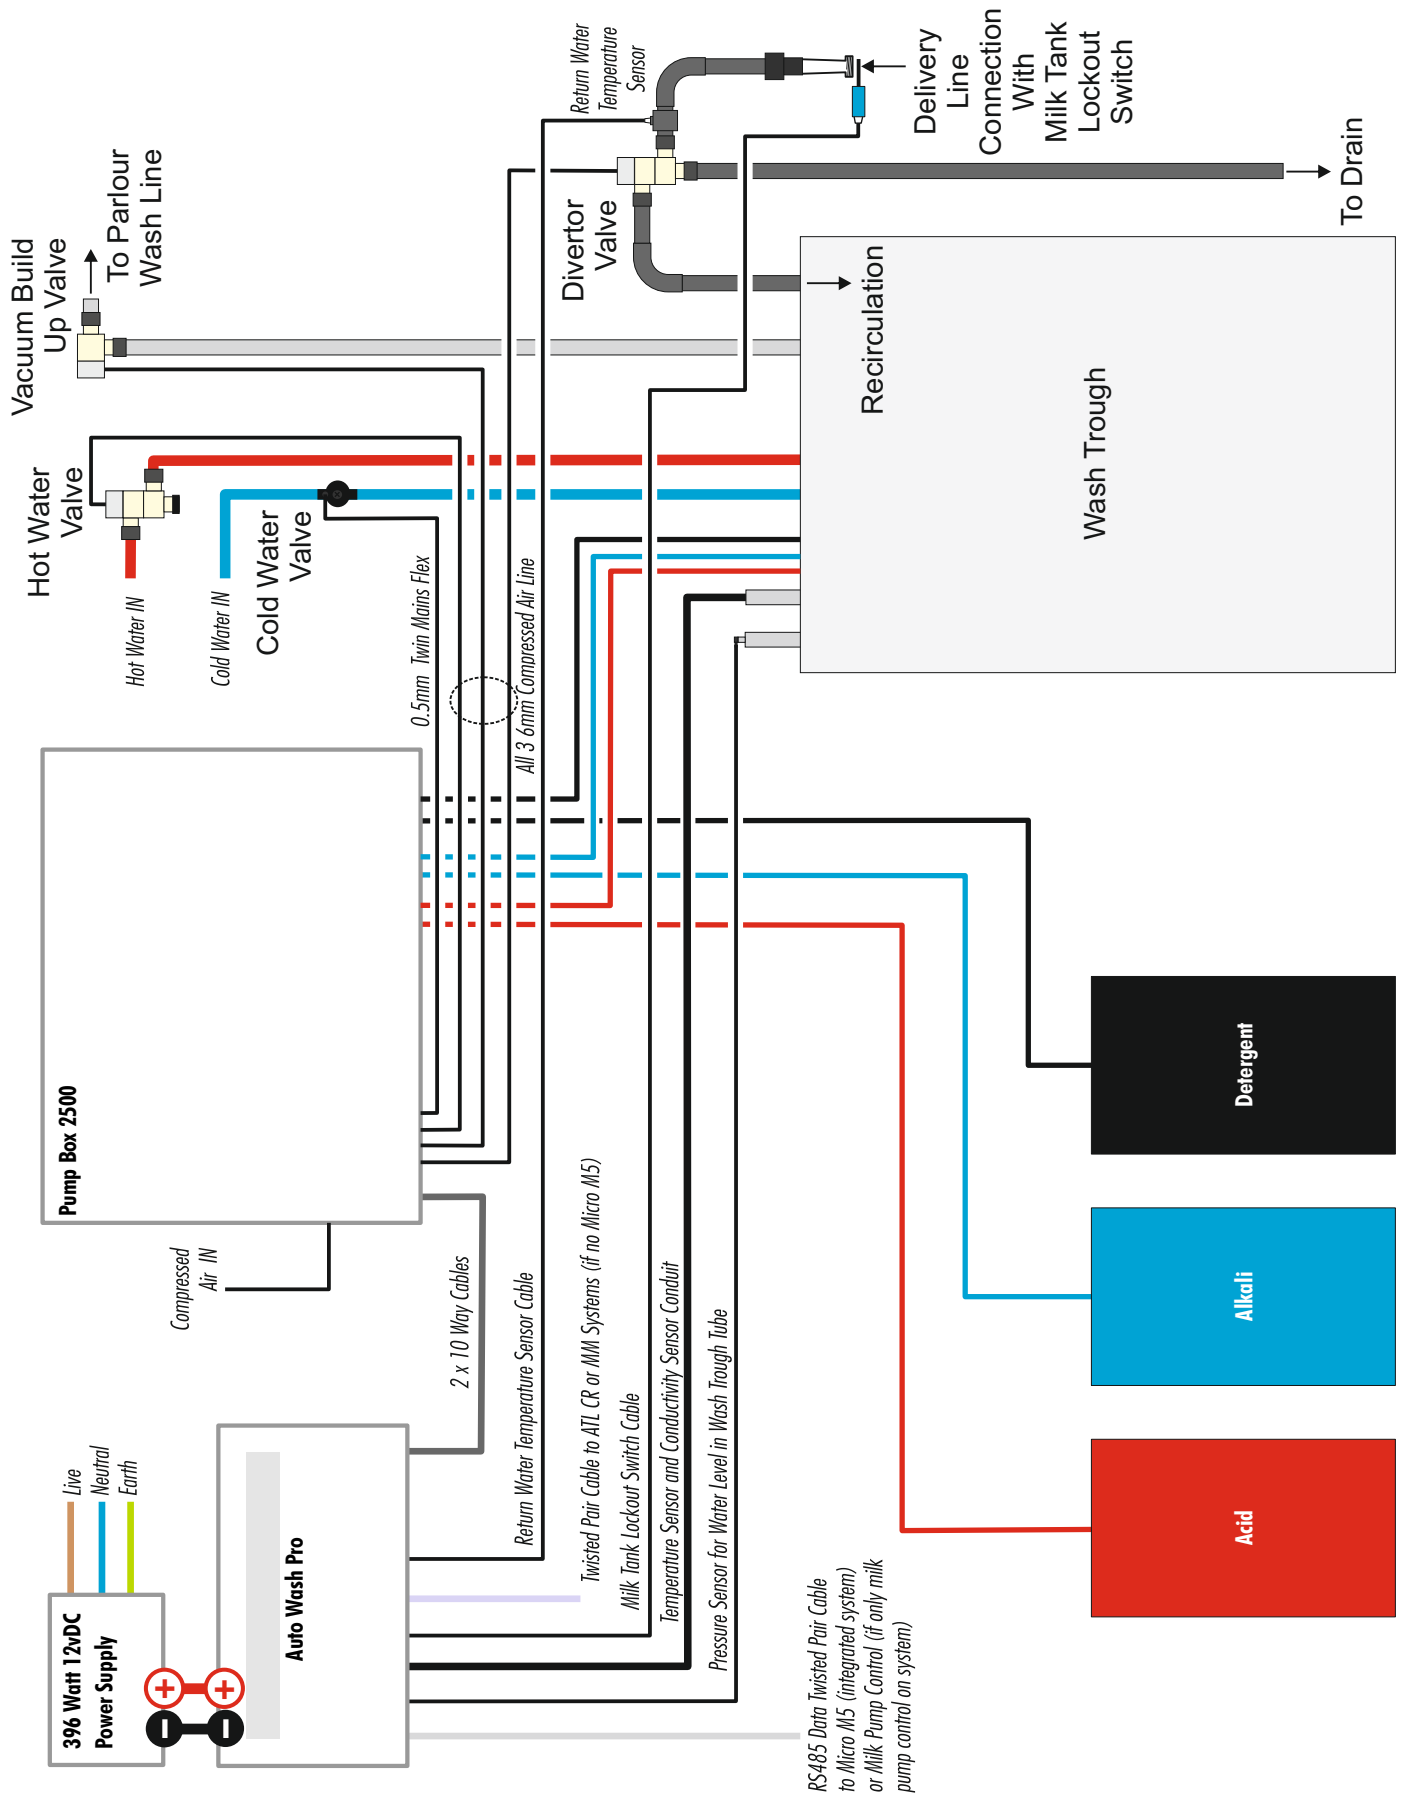 396 Watt 12vDC
Power Supply
Live
Neutral
Earth
Auto Wash Pro
Compressed
Air IN
Pump Box 2500
2 x 10 Way Cables
Return Water Temperature Sensor Cable
Twisted Pair Cable to ATL CR or MM Systems (if no Micro M5)
Milk Tank Lockout Switch Cable
Temperature Sensor and Conductivity Sensor Conduit
Pressure Sensor for Water Level in Wash Trough Tube
RS485 Data Twisted Pair Cable
to Micro M5 (integrated system)
or Milk Pump Control (if only milk
pump control on system)
Hot Water IN
Cold Water IN
Hot Water
Valve
Cold Water
Valve
0.5mm Twin Mains Flex
All 3 6mm Compressed Air Line
Vacuum Build
Up Valve
To Parlour
Wash Line
Divertor
Valve
Return Water
Temperature
Sensor
Delivery
Line
Connection
With
Milk Tank
Lockout
Switch
To Drain
Recirculation
Wash Trough
Acid
Alkali
Detergent